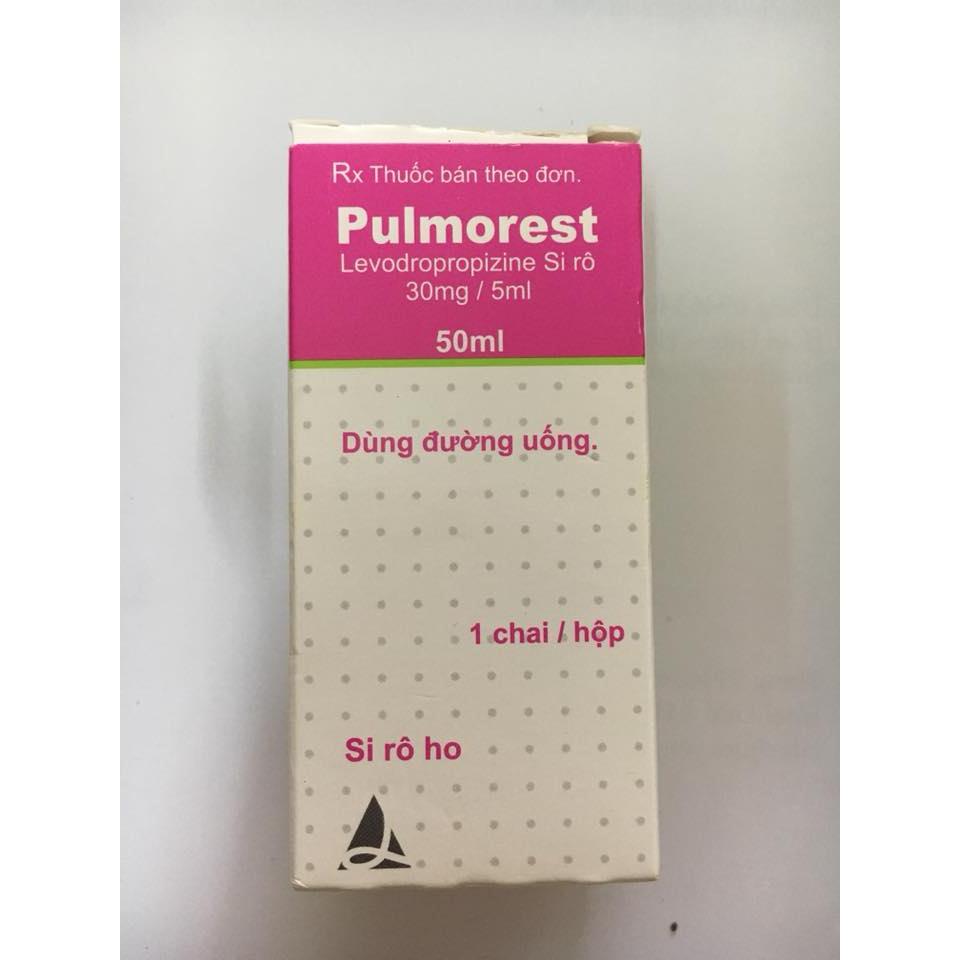 Rx Thuốc bán theo đơn.
Pulmorest
Levodropropizine Si rô
30mg / 5ml
50ml
Dùng đường uống.
1 chai / hộp
Si rô ho